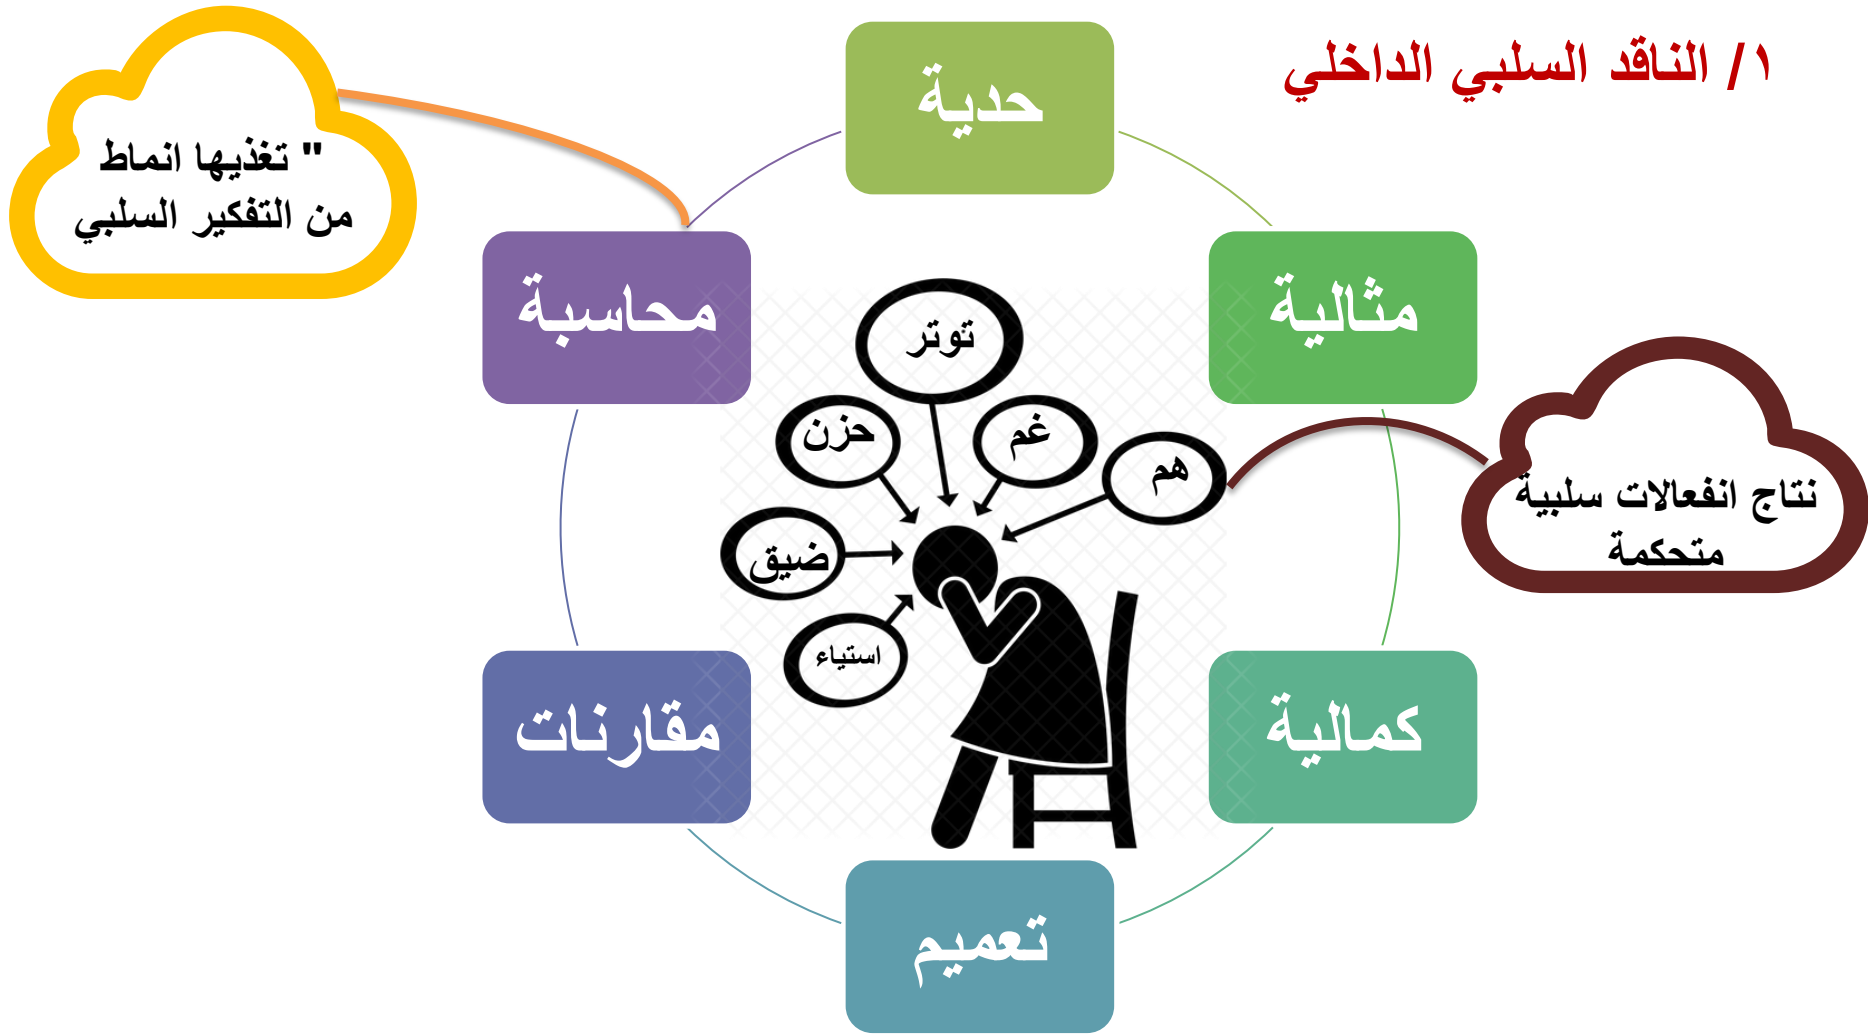 ١/ الناقد السلبي الداخلي
حدية
" تغذيها انماط
من التفكير السلبي
مثالية
محاسبة
توتر
غم
حزن
هم
ضيق
استياء
نتاج انفعالات سلبية
متحكمة
كمالية
مقارنات
تعميم